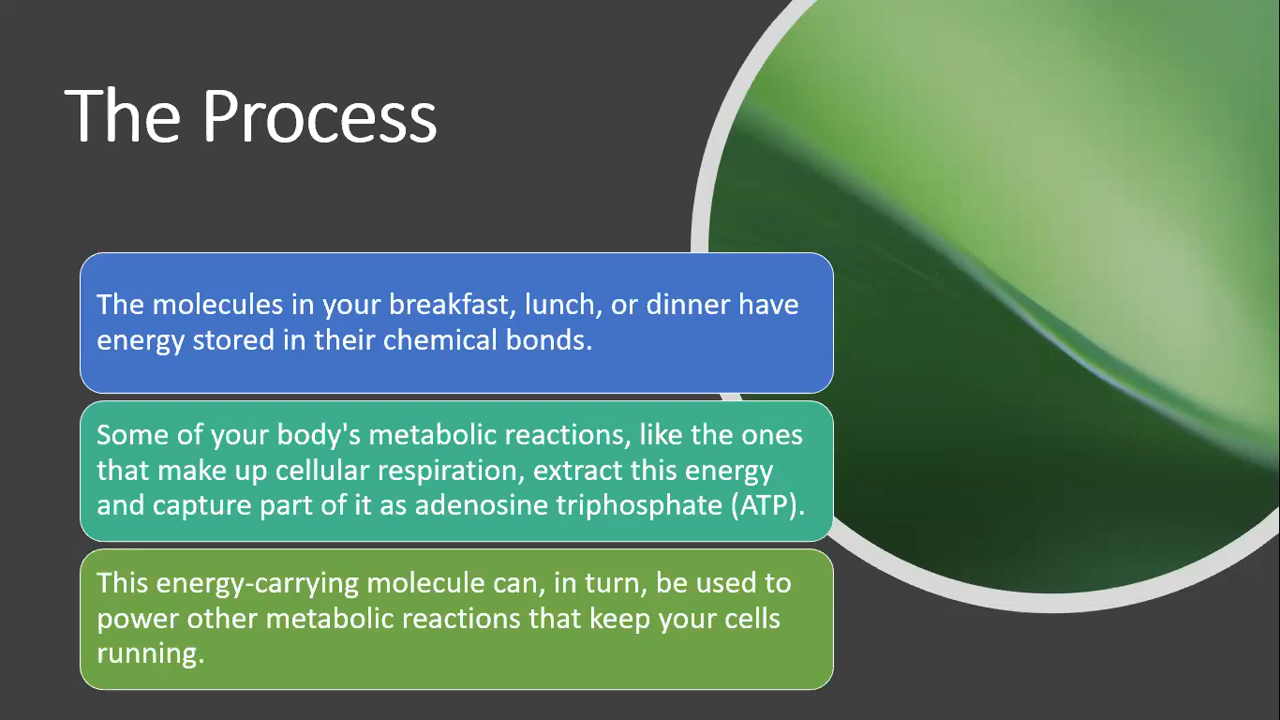 The Process
The molecules in your breakfast, lunch, or dinner have
energy stored in their chemical bonds.
Some of your body's metabolic reactions, like the ones
that make up cellular respiration, extract this energy
and capture part of it as adenosine triphosphate (ATP).
This energy-carrying molecule can, in turn, be used to
power other metabolic reactions that keep your cells
running.